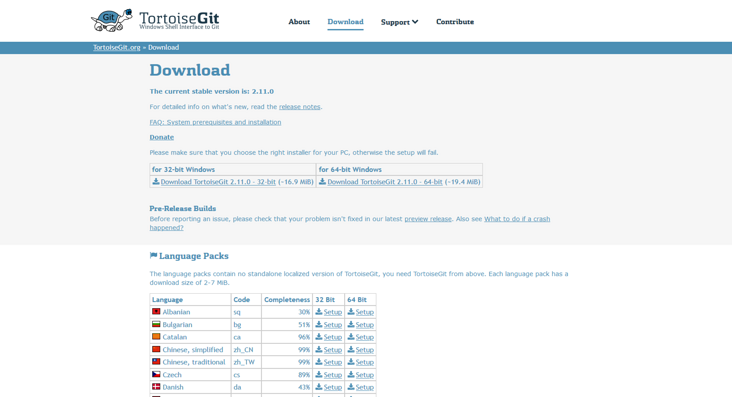 Git TortoiseGit
Windows Shell Interface to Git
About Download Support Contribute
TortoiseGit.org » Download
Download
The current stable version is: 2.11.0
For detailed info on what's new, read the release notes.
FAQ: System prerequisites and installation
Donate
Please make sure that you choose the right installer for your PC, otherwise the setup will fail.
for 32-bit Windows for 64-bit Windows
Download TortoiseGit 2.11.0 - 32-bit (~16.9 MiB) Download TortoiseGit 2.11.0 - 64-bit (~19.4 MiB)
Pre-Release Builds
Before reporting an issue, please check that your problem isn't fixed in our latest preview release. Also see What to do if a crash
happened?
Language Packs
The language packs contain no standalone localized version of TortoiseGit, you need TortoiseGit from above. Each language pack has a
download size of 2-7 MiB.
Language Code Completeness 32 Bit 64 Bit
Albanian sq 30% Setup Setup
Bulgarian bg 51% Setup Setup
Catalan ca 96% Setup Setup
Chinese, simplified zh_CN 99% Setup Setup
Chinese, traditional zh_TW 99% Setup Setup
Czech cs 89% Setup Setup
Danish da 43% Setup Setup